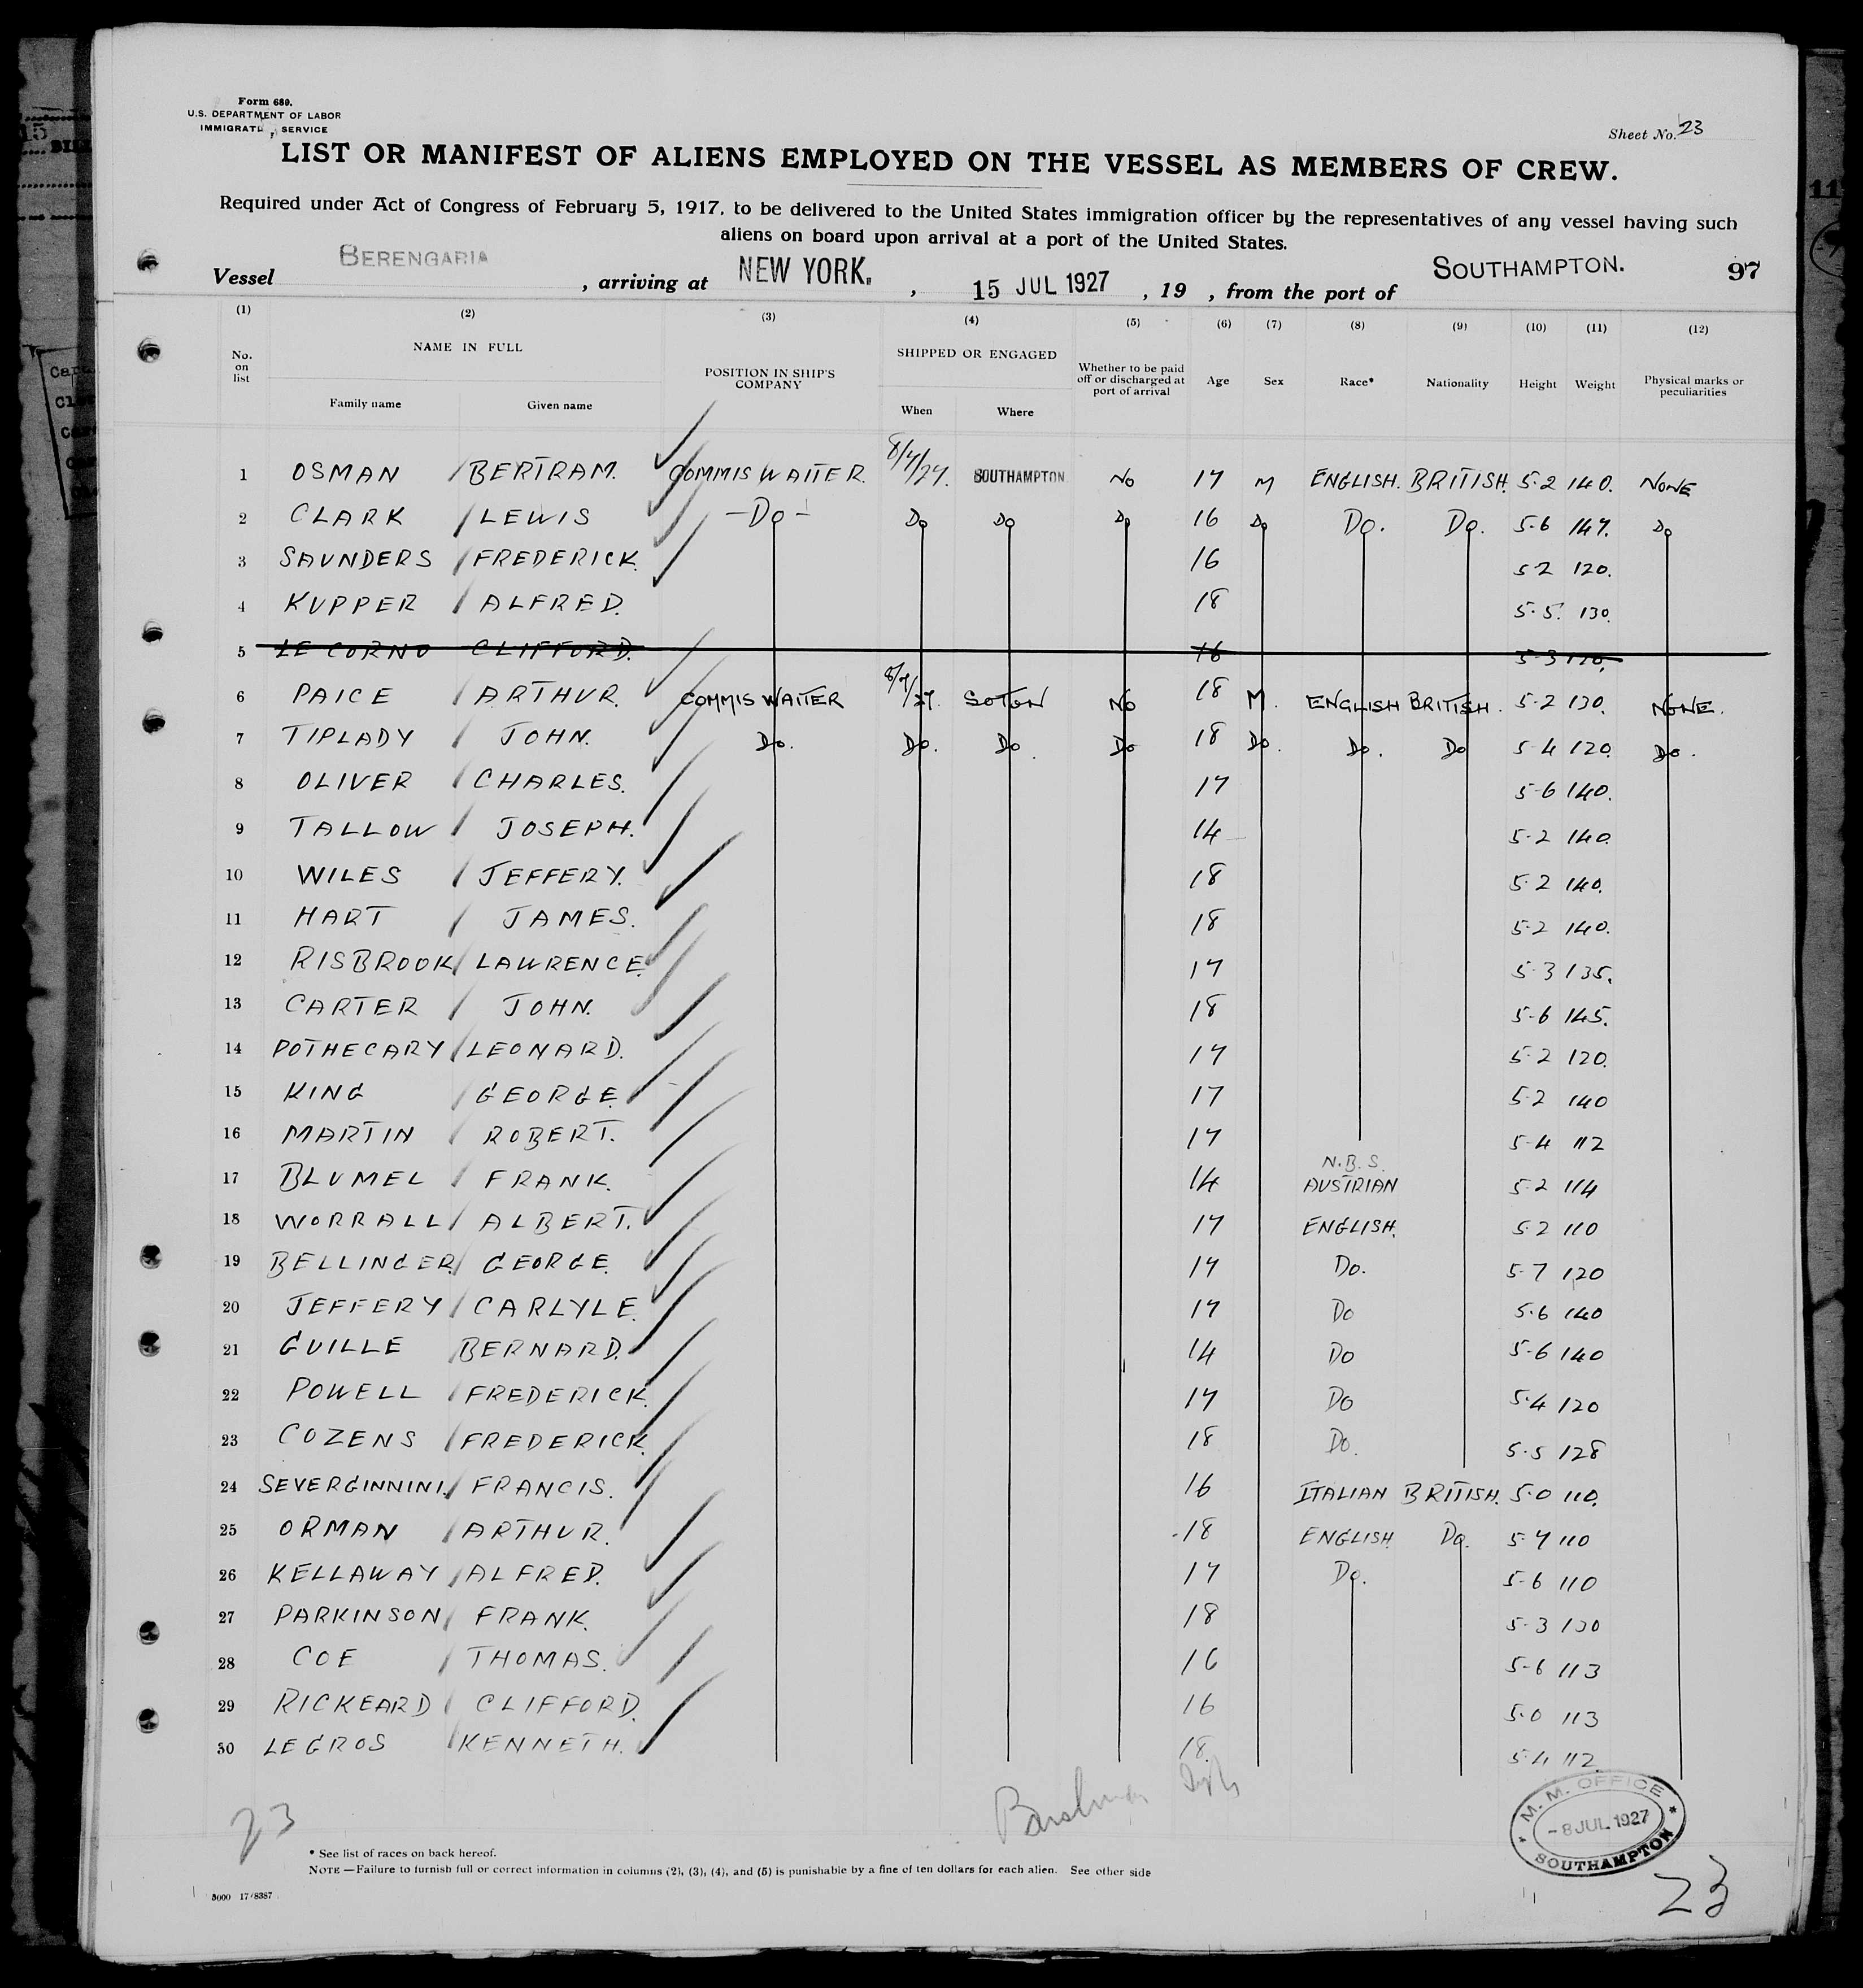 Form 689.
U.S. DEPARTMENT OF LABOR
IMMIGRATI , SERVICE
Sheet No. 23
LIST OR MANIFEST OF ALIENS EMPLOYED ON THE VESSEL AS MEMBERS OF CREW.
Required under Act of Congress of February 5, 1917, to be delivered to the United States immigration officer by the representatives of any vessel having such
aliens on board upon arrival at a port of the United States.
Vessel BERENGARIA , arriving at NEW YORK. , 15 JUL 1927 , 19 , from the port of SOUTHAMPTON. 97
(1) (2) (3) (4) (5) (6) (7) (8) (9) (10) (11) (12)
No. on list NAME IN FULL Family name Given name POSITION IN SHIP'S COMPANY SHIPPED OR ENGAGED When Where Whether to be paid off or discharged at port of arrival Age Sex Race* Nationality Height Weight Physical marks or peculiarities
1 OSMAN BERTRAM. COMMIS WAITER. 8/7/27. SOUTHAMPTON No 17 M ENGLISH. BRITISH. 5-2 140. NONE
2 CLARK LEWIS -Do- Do Do Do 16 Do Do. Do. 5-6 147. Do
3 SAUNDERS FREDERICK. 16 5 2 120.
4 KUPPER ALFRED. 18 5-5. 130.
5 LE CORNO CLIFFORD. 16 5-3 110.
6 PAICE ARTHUR. COMMIS WAITER 8/7/27. SOTON No 18 M. ENGLISH BRITISH. 5-2 130. NONE.
7 TIPLADY JOHN. Do. Do. Do. Do 18 Do. Do. Do 5-4 120. Do.
8 OLIVER CHARLES. 17 5-6 140.
9 TALLOW JOSEPH. 14 5-2 140.
10 WILES JEFFERY. 18 5-2 140.
11 HART JAMES. 18 5-2 140.
12 RISBROOK LAWRENCE. 17 5-3 135.
13 CARTER JOHN. 18 5-6 145.
14 POTHECARY LEONARD. 17 5-2 120.
15 KING GEORGE. 17 5-2 140
16 MARTIN ROBERT. 17 5-4 112
17 BLUMEL FRANK. 14 N.B.S. AUSTRIAN 5-2 114
18 WORRALL ALBERT. 17 ENGLISH. 5 2 110
19 BELLINGER GEORGE. 17 Do. 5-7 120
20 JEFFERY CARLYLE. 17 Do 5-6 140
21 GUILLE BERNARD. 14 Do 5-6 140
22 POWELL FREDERICK. 17 Do 5-4 120
23 COZENS FREDERICK. 18 Do. 5-5 128
24 SEVERGINNINI. FRANCIS. 16 ITALIAN BRITISH. 5-0 110.
25 ORMAN ARTHUR. 18 ENGLISH Do. 5-7 110
26 KELLAWAY ALFRED. 17 Do. 5-6 110
27 PARKINSON FRANK. 18 5-3 130
28 COE THOMAS. 16 5-6 113
29 RICKEARD CLIFFORD. 16 5-0 113
30 LEGROS KENNETH. 18. 5-4 112.
23
M. M. OFFICE
-8 JUL 1927
SOUTHAMPTON
* See list of races on back hereof.
NOTE —Failure to furnish full or correct information in columns (2), (3), (4), and (5) is punishable by a fine of ten dollars for each alien. See other side
5000 17/8387
23